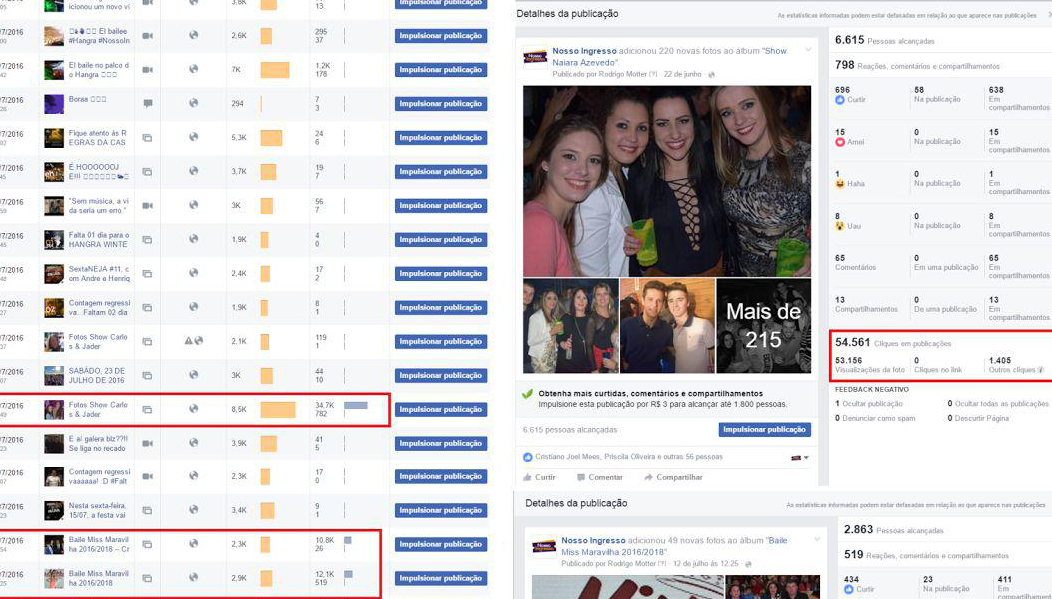 05
icionou um novo ví
3,8K
13
Impulsionar publicação
7/2016
El bailee
#Hangra #NossoIn
2,6K
295
37
Impulsionar publicação
7/2016
42
El baile no palco d
o Hangra
7K
1,2K
178
Impulsionar publicação
7/2016
26
Boraa
294
7
3
Impulsionar publicação
7/2016
02
Fique atento ás R
EGRAS DA CAS
5,3K
24
6
Impulsionar publicação
7/2016
45
É HOOOOOOJ
E!!!
3,7K
19
7
Impulsionar publicação
7/2016
59
"Sem música, a vi
da seria um erro."
3K
56
7
Impulsionar publicação
7/2016
45
Falta 01 dia para o
HANGRA WINTE
1,9K
4
0
Impulsionar publicação
7/2016
48
SextaNEJA #11, c
om Andre e Henriq
2,4K
17
2
Impulsionar publicação
7/2016
27
Contagem regressi
va.. Faltam 02 dia
1,9K
8
1
Impulsionar publicação
7/2016
37
Fotos Show Carlo
s & Jader
2,1K
119
1
Impulsionar publicação
7/2016
07
SÁBADO, 23 DE
JULHO DE 2016
3K
44
10
Impulsionar publicação
7/2016
49
Fotos Show Carlo
s & Jader
8,5K
34,7K
782
Impulsionar publicação
7/2016
23
E aí galera blz??!!
Se liga no recado
3,9K
41
5
Impulsionar publicação
7/2016
Contagem regressi
vaaaaaa! :D #Falt
2,3K
17
0
Impulsionar publicação
7/2016
23
Nesta sexta-feira,
15/07, a festa vai
3,4K
9
1
Impulsionar publicação
7/2016
54
Baile Miss Maravil
ha 2016/2018 – Cr
2,3K
10,8K
26
Impulsionar publicação
7/2016
25
Baile Miss Maravil
ha 2016/2018
2,9K
12,1K
519
Impulsionar publicação
Detalhes da publicação
As estatísticas informadas podem estar defasadas em relação ao que aparece nas publicações
Nosso Ingresso adicionou 220 novas fotos ao álbum "Show
Naiara Azevedo".
Publicado por Rodrigo Motter [?] · 22 de junho ·
Mais de
215
Obtenha mais curtidas, comentários e compartilhamentos
Impulsione esta publicação por R$ 3 para alcançar até 1.800 pessoas.
6.615 pessoas alcançadas
Impulsionar publicação
Cristiano Joel Mees, Priscila Oliveira e outras 56 pessoas
Curtir
Comentar
Compartilhar
6.615 Pessoas alcançadas
798 Reações, comentários e compartilhamentos
696
Curtir
58
Na publicação
638
Em
compartilhamentos
15
Amei
0
Na publicação
15
Em
compartilhamentos
1
Haha
0
Na publicação
1
Em
compartilhamentos
8
Uau
0
Na publicação
8
Em
compartilhamentos
65
Comentários
0
Em uma publicação
65
Em
compartilhamentos
13
Compartilhamentos
0
De uma publicação
13
Em
compartilhamentos
54.561 Cliques em publicações
53.156
Visualizações da foto
0
Cliques no link
1.405
Outros cliques
FEEDBACK NEGATIVO
1 Ocultar publicação
0 Ocultar todas as publicações
0 Denunciar como spam
0 Descurtir Página
Detalhes da publicação
As estatísticas informadas podem estar defasadas em relação ao que aparece nas publicações
Nosso Ingresso adicionou 49 novas fotos ao álbum "Baile
Miss Maravilha 2016/2018"
Publicado por Rodrigo Motter [?] · 12 de julho às 12:25 ·
2.863 Pessoas alcançadas
519 Reações, comentários e compartilhamentos
434
Curtir
23
Na publicação
411
Em
compartilhamentos